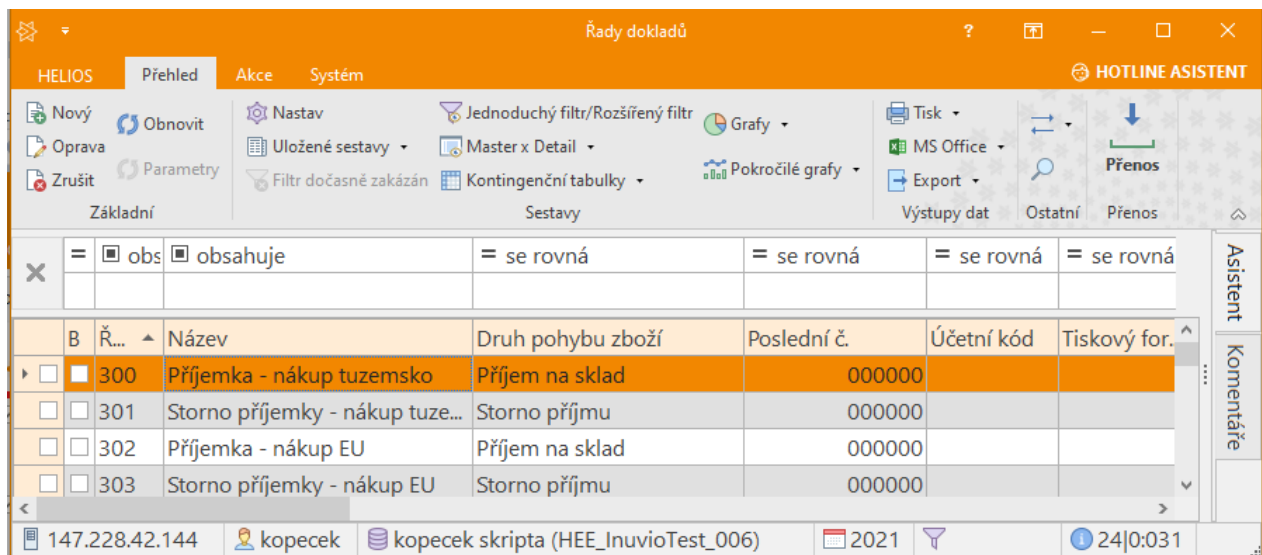 Řady dokladů ?
HELIOS Přehled Akce Systém HOTLINE ASISTENT
Nový Obnovit Nastav Jednoduchý filtr/Rozšířený filtr Grafy Tisk
Oprava Uložené sestavy Master x Detail MS Office Přenos
Zrušit Parametry Filtr dočasně zakázán Kontingenční tabulky Pokročilé grafy Export
Základní Sestavy Výstupy dat Ostatní Přenos
= obs obsahuje = se rovná = se rovná = se rovná = se rovná
B Ř... Název Druh pohybu zboží Poslední č. Účetní kód Tiskový for.
300 Příjemka - nákup tuzemsko Příjem na sklad 000000
301 Storno příjemky - nákup tuze... Storno příjmu 000000
302 Příjemka - nákup EU Příjem na sklad 000000
303 Storno příjemky - nákup EU Storno příjmu 000000
Asistent
Komentáře
147.228.42.144 kopecek kopecek skripta (HEE_InuvioTest_006) 2021 24|0:031